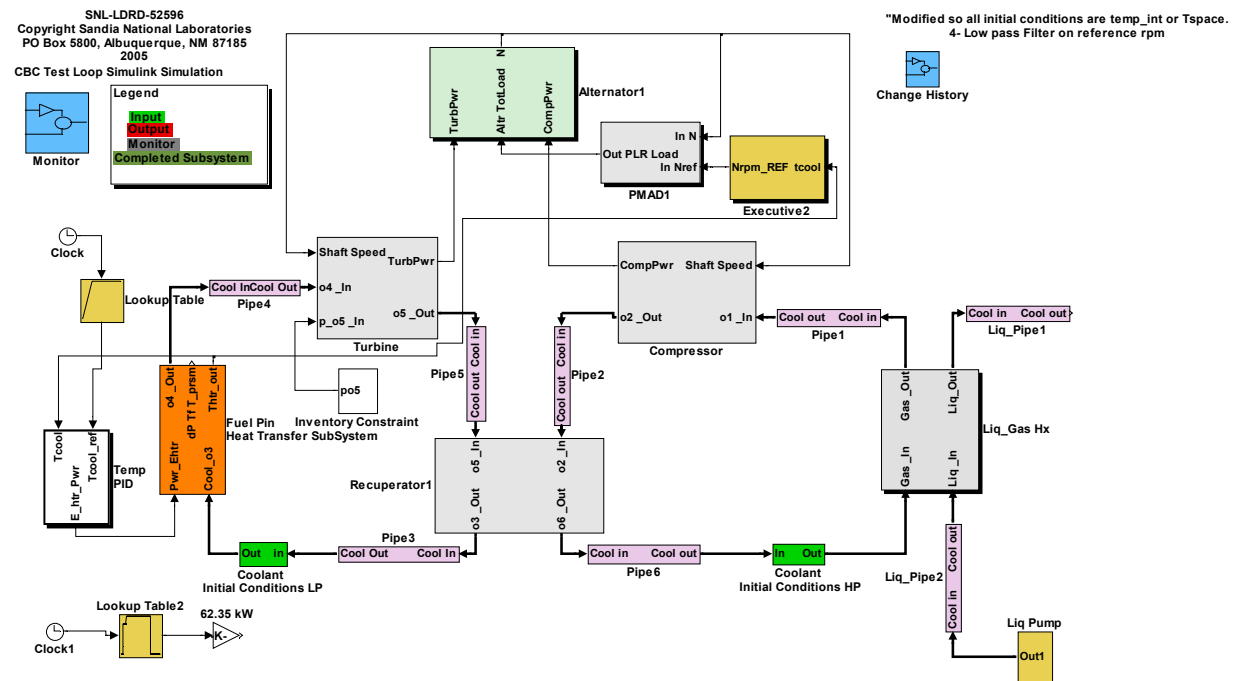 SNL-LDRD-52596
Copyright Sandia National Laboratories
PO Box 5800, Albuquerque, NM 87185
2005
CBC Test Loop Simulink Simulation
"Modified so all initial conditions are temp_int or Tspace.
4- Low pass Filter on reference rpm
Change History
Monitor
Legend
Input
Output
Monitor
Completed Subsystem
N
TurbPwr
Altr TotLoad
CompPwr
Alternator1
In N
Out PLR Load
In Nref
PMAD1
Nrpm_REF tcool
Executive2
Clock
Lookup Table
Cool In Cool Out
Pipe4
Shaft Speed
TurbPwr
o4 _In
o5 _Out
p_o5 _In
Turbine
CompPwr
Shaft Speed
o2 _Out
o1 _In
Compressor
Cool out Cool in
Pipe1
Cool in Cool out
Liq_Pipe1
Cool out Cool in
Pipe5
Cool out Cool in
Pipe2
po5
Inventory Constraint
o4 _Out
dP Tf T_prsm
Thtr_out
Pwr_Ehtr
Cool_o3
Fuel Pin
Heat Transfer SubSystem
Tcool
Tcool_ref
E_htr_Pwr
Temp
PID
o5 _In
o2 _In
o3 _Out
o6 _Out
Recuperator1
Gas _Out
Liq_Out
Gas _In
Liq _In
Liq_Gas Hx
Out in
Coolant
Initial Conditions LP
Cool Out Cool In
Pipe3
Cool in Cool out
Pipe6
In Out
Coolant
Initial Conditions HP
Cool in Cool out
Liq_Pipe2
Liq Pump
Out1
Lookup Table2
62.35 kW
Clock1
K-